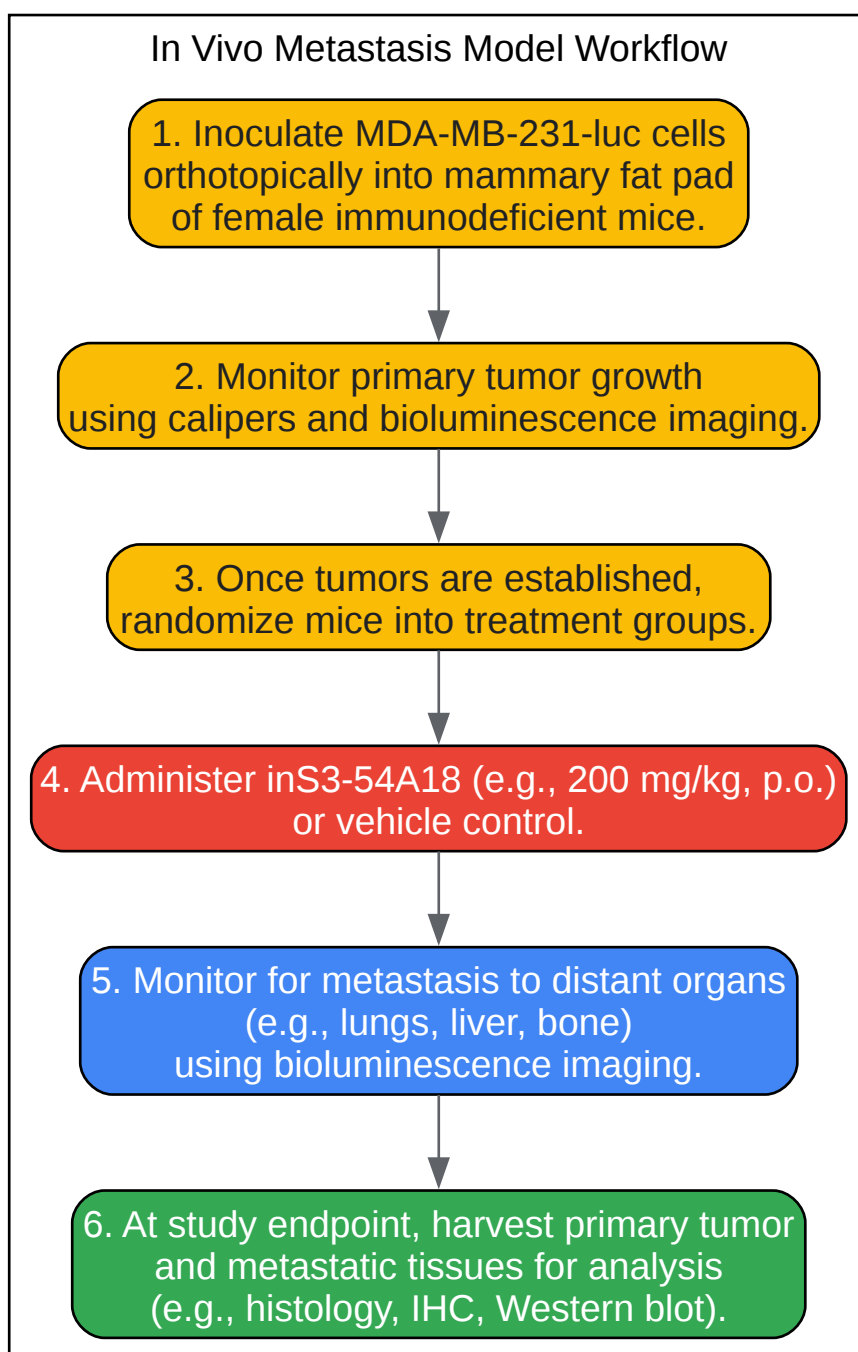 In Vivo Metastasis Model Workflow
1. Inoculate MDA-MB-231-luc cells
orthotopically into mammary fat pad
of female immunodeficient mice.
2. Monitor primary tumor growth
using calipers and bioluminescence imaging.
3. Once tumors are established,
randomize mice into treatment groups.
4. Administer inS3-54A18 (e.g., 200 mg/kg, p.o.)
or vehicle control.
5. Monitor for metastasis to distant organs
(e.g., lungs, liver, bone)
using bioluminescence imaging.
6. At study endpoint, harvest primary tumor
and metastatic tissues for analysis
(e.g., histology, IHC, Western blot).